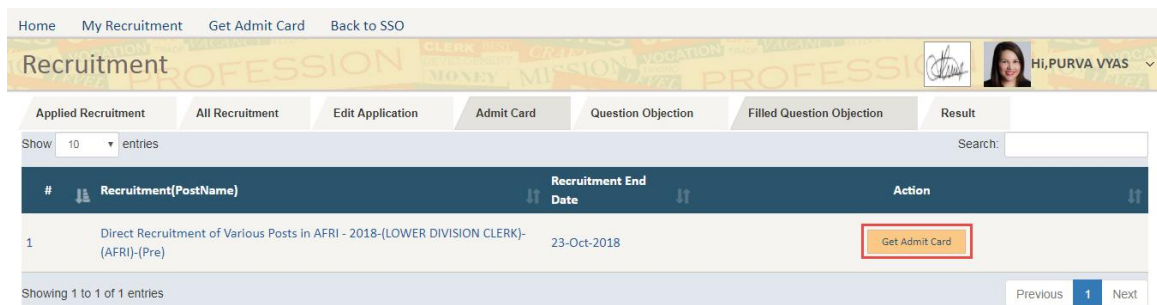 Home My Recruitment Get Admit Card Back to SSO
Recruitment
Hi,PURVA VYAS
Applied Recruitment All Recruitment Edit Application Admit Card Question Objection Filled Question Objection Result
Show 10 entries Search:
# Recruitment(PostName) Recruitment End Date Action
1 Direct Recruitment of Various Posts in AFRI - 2018-(LOWER DIVISION CLERK)-
(AFRI)-(Pre) 23-Oct-2018 Get Admit Card
Showing 1 to 1 of 1 entries Previous 1 Next